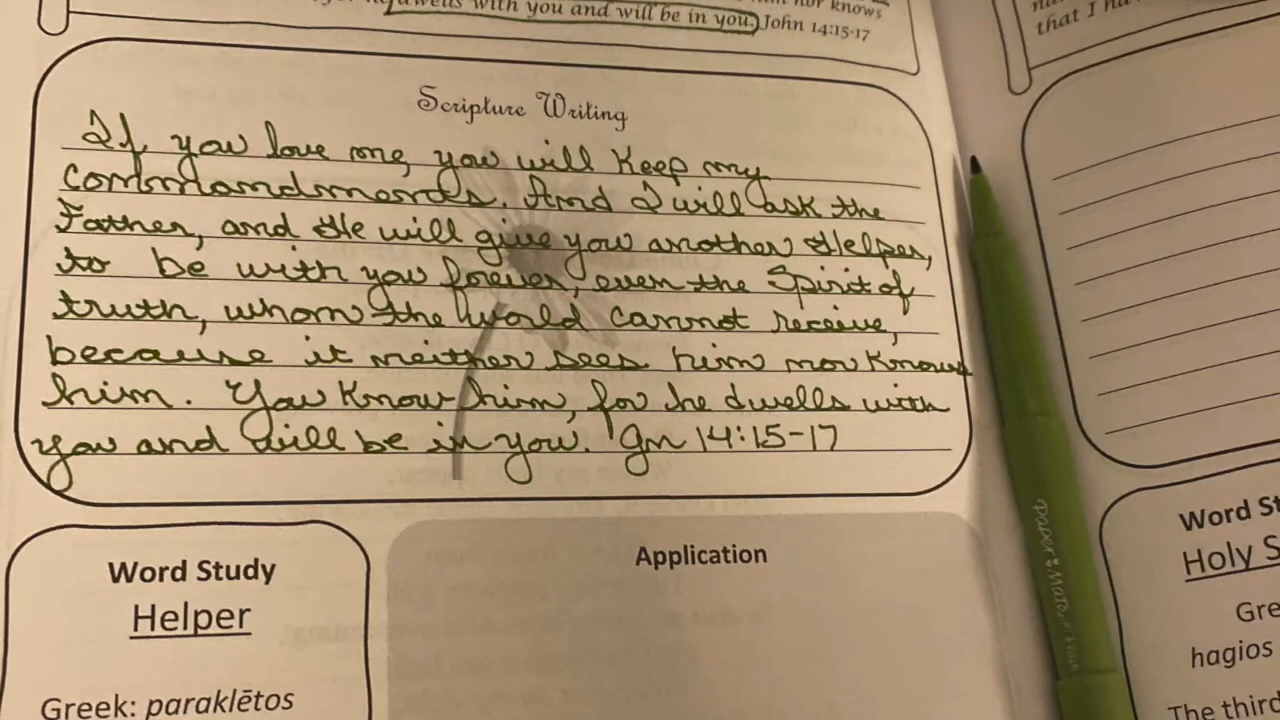 dwells with you and will be in you. John 14:15-17
nor knows
that I
Scripture Writing
If you love me, you will keep my
commandments. And I will ask the
Father, and He will give you another Helper,
to be with you forever, even the Spirit of
truth, whom the world cannot receive,
because it neither sees him nor knows
him. You know him, for he dwells with
you and will be in you. Jn 14:15-17
Word Study
Helper
Greek: paraklētos
Application
Paper:Mate
Word St
Holy S
Gre
hagios
The third